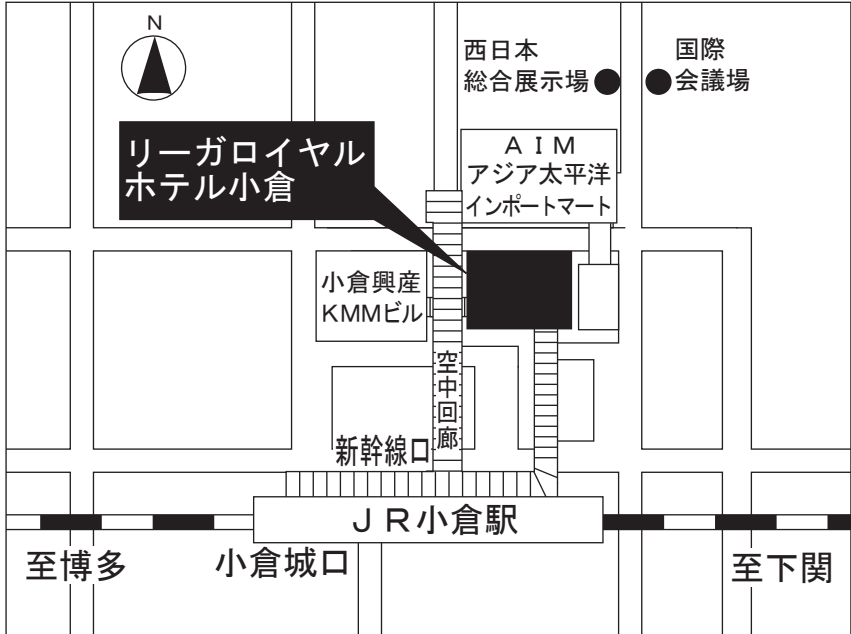 N
西日本
総合展示場
国際
会議場
リーガロイヤル
ホテル小倉
AIM
アジア太平洋
インポートマート
小倉興産
KMMビル
空中回廊
新幹線口
JR小倉駅
至博多
小倉城口
至下関